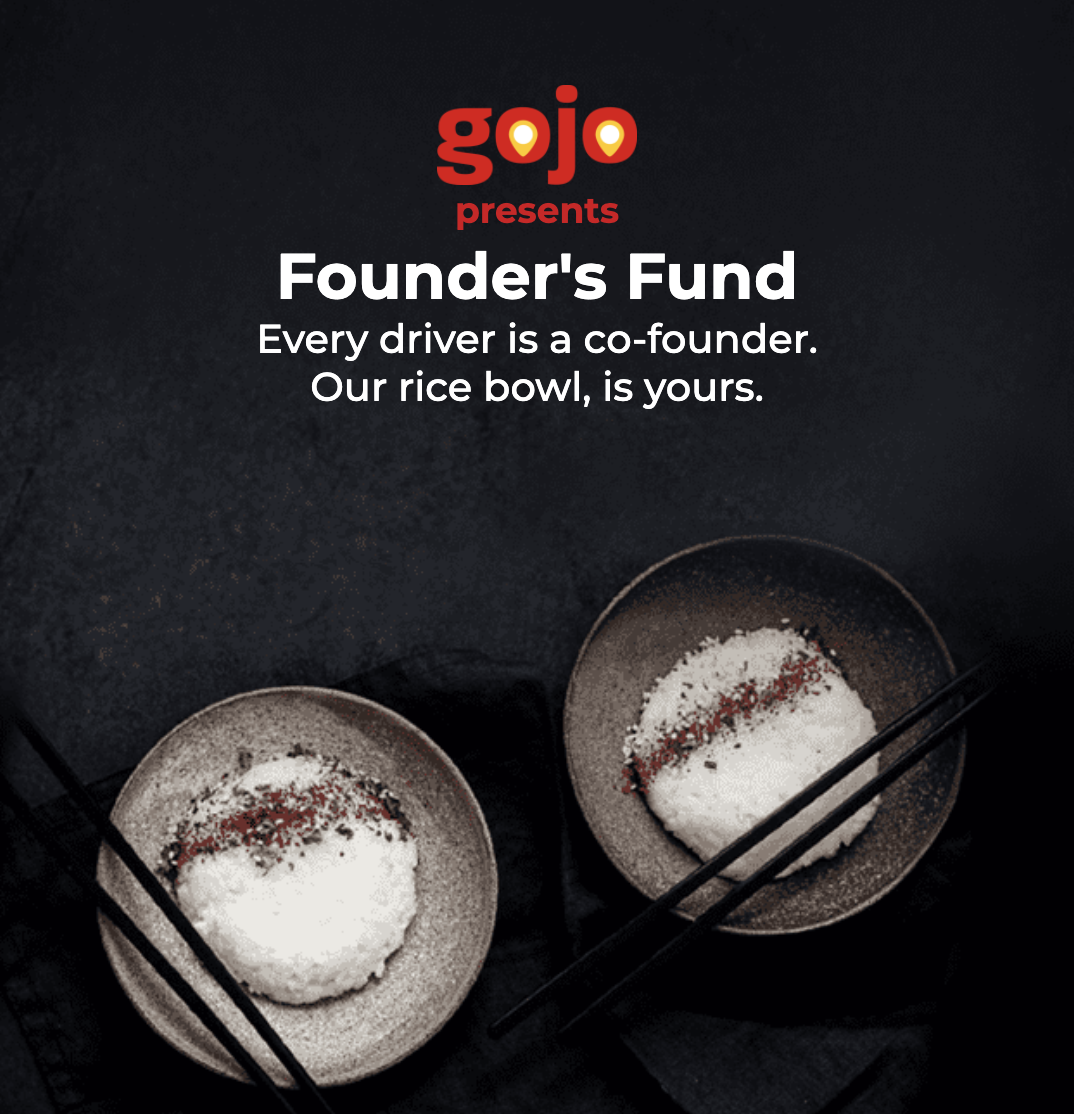 gojo
presents
Founder's Fund
Every driver is a co-founder.
Our rice bowl, is yours.